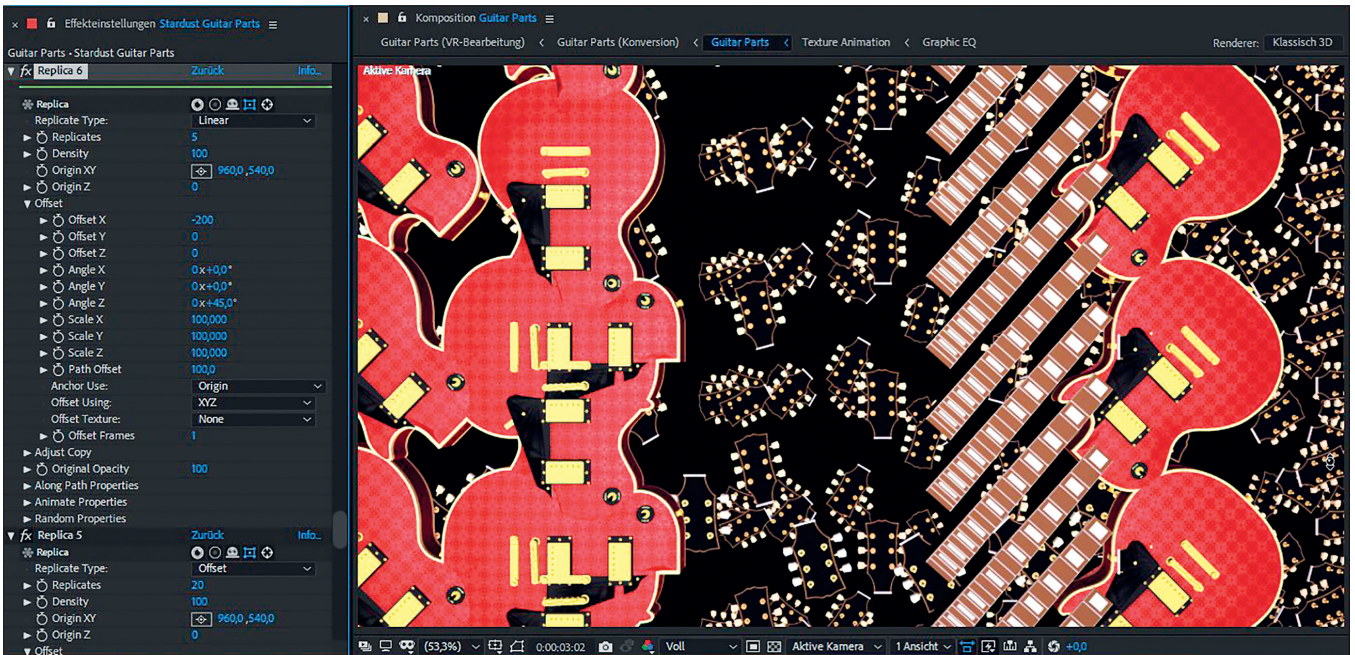 Effekteinstellungen Stardust Guitar Parts
Guitar Parts • Stardust Guitar Parts
fx Replica 6 Zurück Info...
Replica
Replicate Type: Linear
Replicates 5
Density 100
Origin XY 960,0 ,540,0
Origin Z 0
Offset
Offset X -200
Offset Y 0
Offset Z 0
Angle X 0x+0,0°
Angle Y 0x+0,0°
Angle Z 0x+45,0°
Scale X 100,000
Scale Y 100,000
Scale Z 100,000
Path Offset 100,0
Anchor Use: Origin
Offset Using: XYZ
Offset Texture: None
Offset Frames 1
Adjust Copy
Original Opacity 100
Along Path Properties
Animate Properties
Random Properties
fx Replica 5 Zurück Info...
Replica
Replicate Type: Offset
Replicates 20
Density 100
Origin XY 960,0 ,540,0
Origin Z 0
Offset
Komposition Guitar Parts
Guitar Parts (VR-Bearbeitung) < Guitar Parts (Konversion) < Guitar Parts < Texture Animation < Graphic EQ Renderer: Klassisch 3D
Aktive Kamera
(53,3%) 0:00:03:02 Voll Aktive Kamera 1 Ansicht +0,0